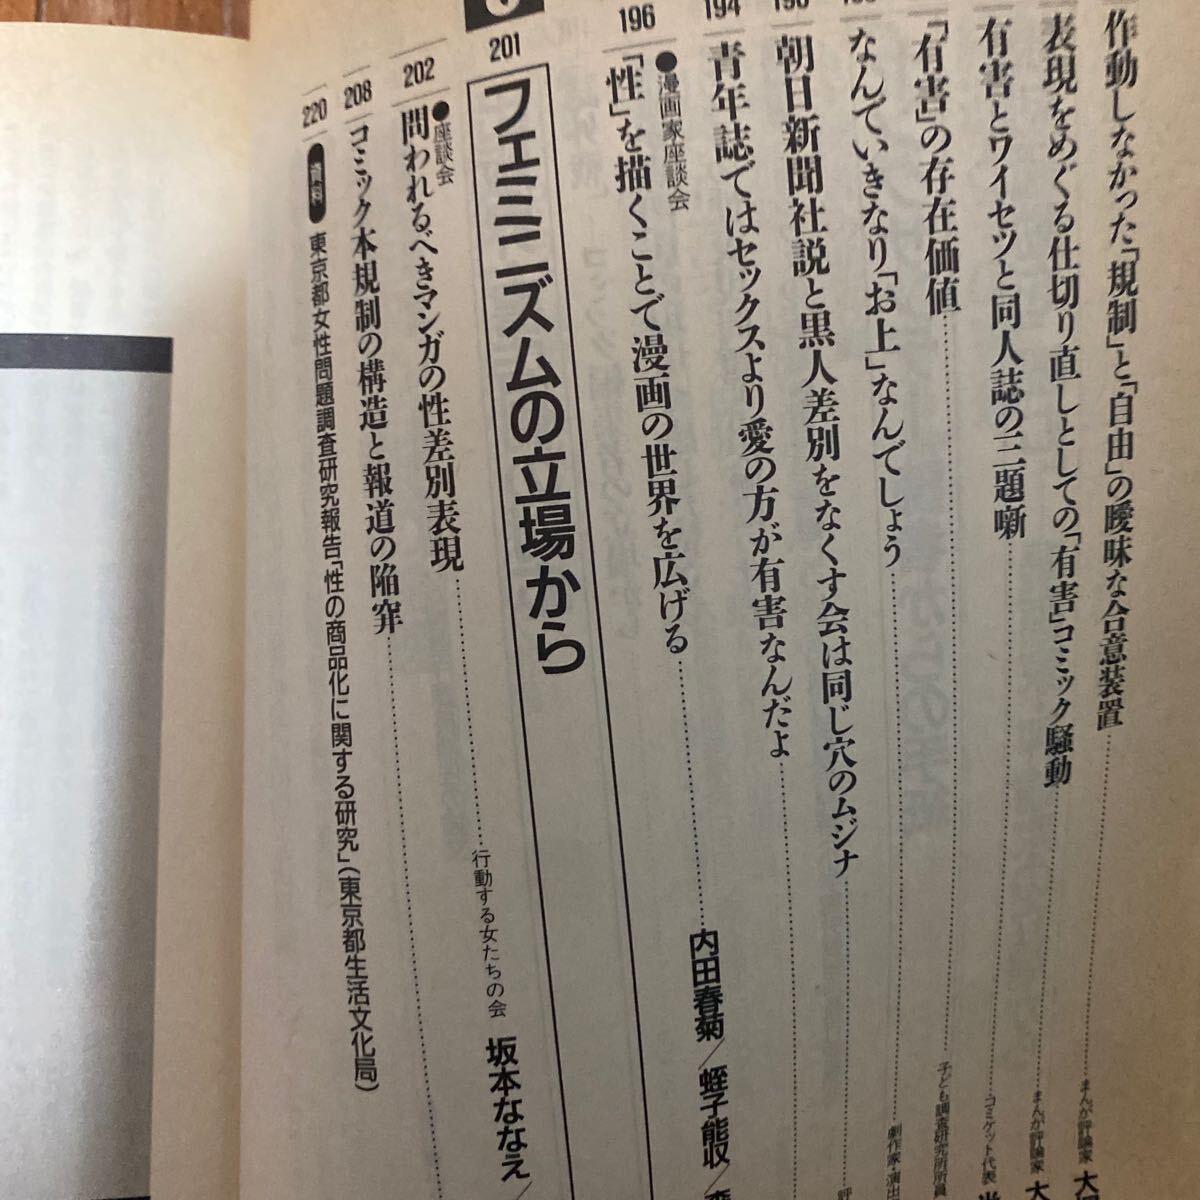 作動しなかった「規制」と「自由」の曖昧な合意装置
まんが評論家
表現をめぐる仕切り直しとしての「有害」コミック騒動
まんが評論家
有害とワイセツと同人誌の三題噺
コミケット代表
「有害」の存在価値
子ども調査研究所所員
なんていきなり「お上」なんでしょう
劇作家・演出
朝日新聞社説と黒人差別をなくす会は同じ穴のムジナ
194
青年誌ではセックスより愛の方が有害なんだよ
196
●漫画家座談会
「性」を描くことで漫画の世界を広げる
内田春菊／蛭子能収／
201
フェミニズムの立場から
202
●座談会
問われるべきマンガの性差別表現
行動する女たちの会 坂本ななえ／
208
コミック本規制の構造と報道の陥穽
220
資料
東京都女性問題調査研究報告「性の商品化に関する研究」（東京都生活文化局）